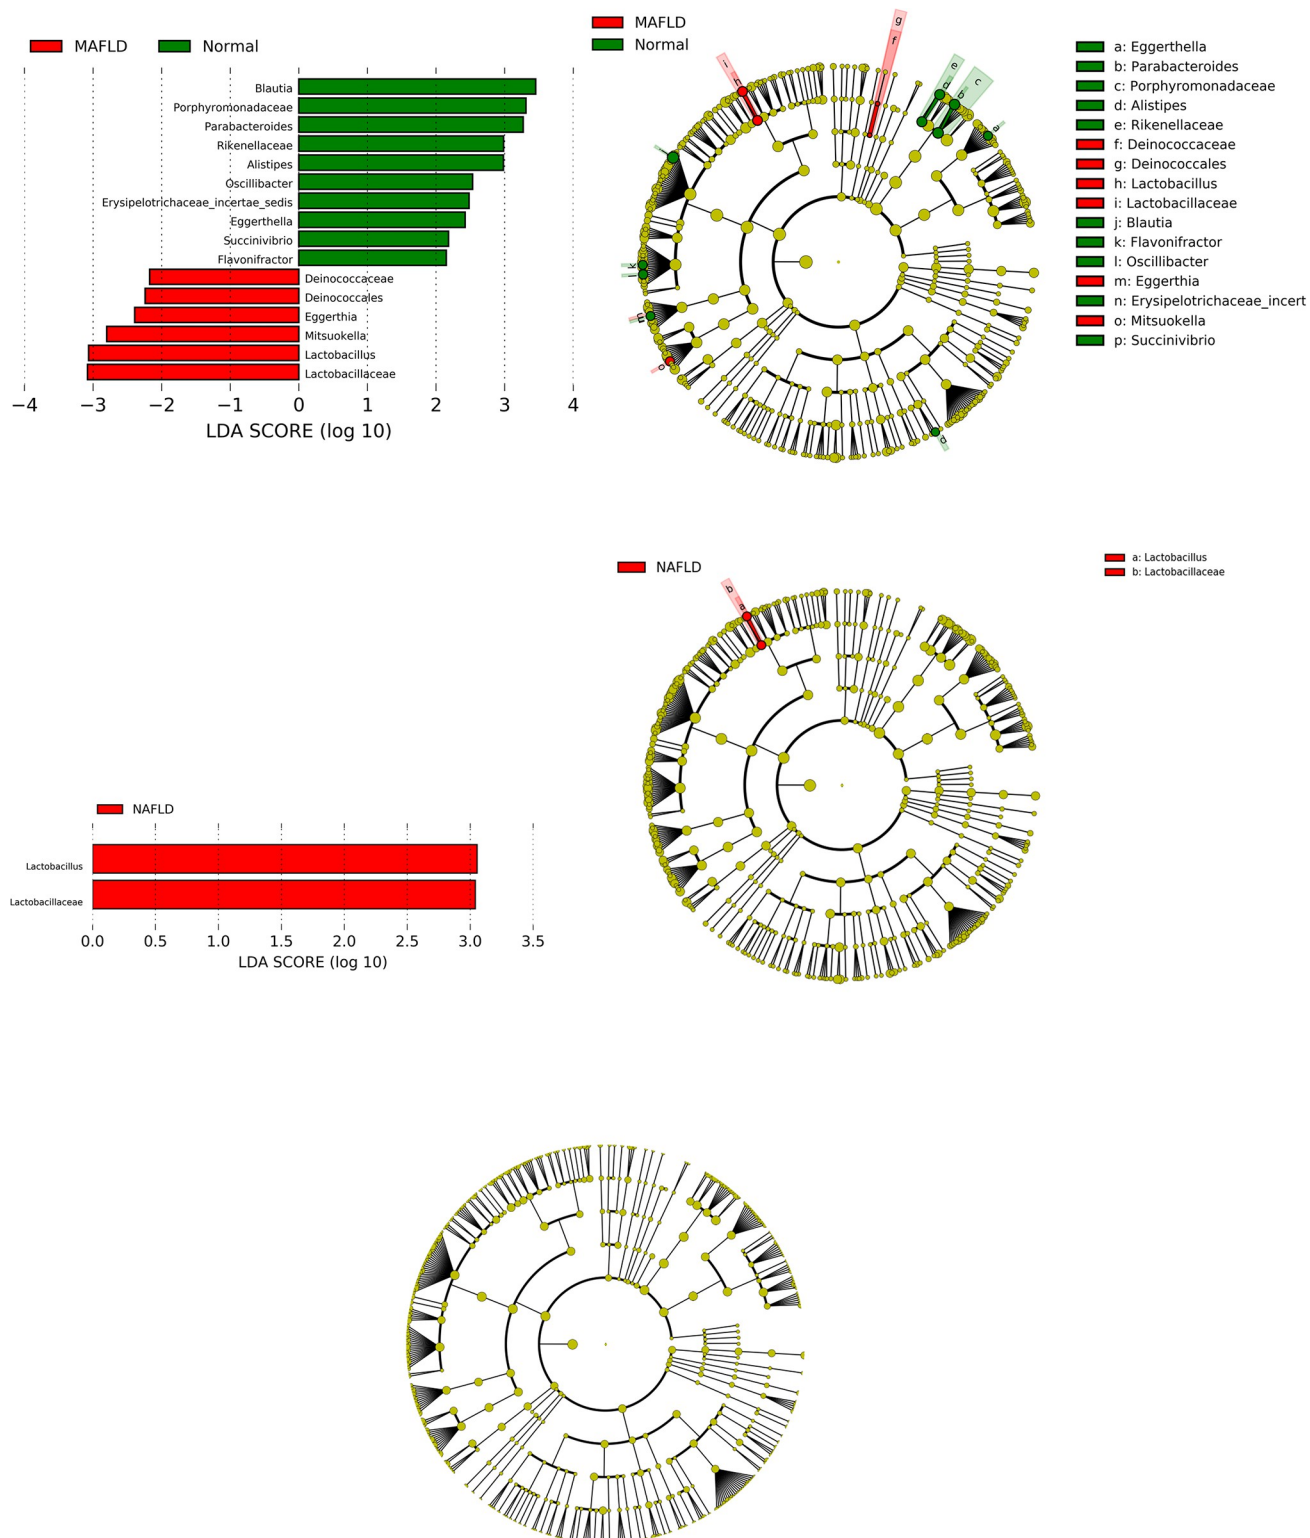 MAFLD Normal
Blautia
Porphyromonadaceae
Parabacteroides
Rikenellaceae
Alistipes
Oscillibacter
Erysipelotrichaceae_incertae_sedis
Eggerthella
Succinivibrio
Flavonifractor
Deinococcaceae
Deinococcales
Eggerthia
Mitsuokella
Lactobacillus
Lactobacillaceae
−4 −3 −2 −1 0 1 2 3 4
LDA SCORE (log 10)
MAFLD
Normal
g
f
e
d
c
b
a
i
h
k
l
m
n
o
p
a: Eggerthella
b: Parabacteroides
c: Porphyromonadaceae
d: Alistipes
e: Rikenellaceae
f: Deinococcaceae
g: Deinococcales
h: Lactobacillus
i: Lactobacillaceae
j: Blautia
k: Flavonifractor
l: Oscillibacter
m: Eggerthia
n: Erysipelotrichaceae_incert
o: Mitsuokella
p: Succinivibrio
NAFLD
Lactobacillus
Lactobacillaceae
0.0 0.5 1.0 1.5 2.0 2.5 3.0 3.5
LDA SCORE (log 10)
NAFLD
b
a
a: Lactobacillus
b: Lactobacillaceae